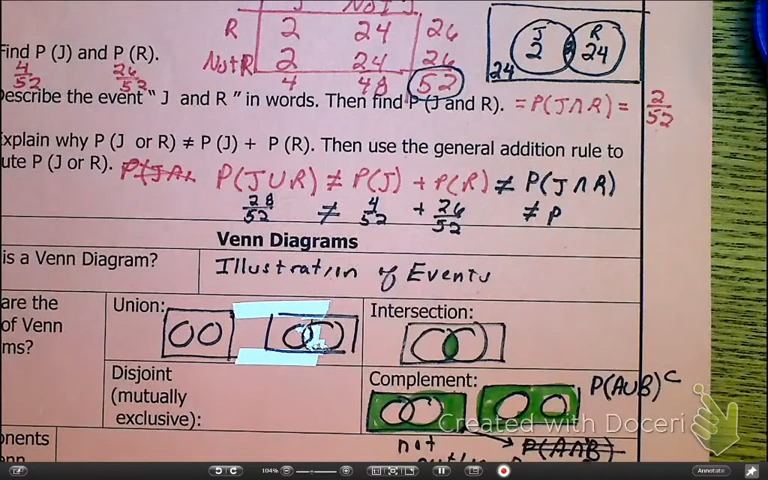 J Not J
R 2 24 26
Not R 2 24 26
4 48 52
J R
2 2 24
24
Find P (J) and P (R).
4/52 26/52
Describe the event " J and R " in words. Then find P (J and R). = P(J∩R) = 2/52
Explain why P (J or R) ≠ P (J) + P (R). Then use the general addition rule to
ute P (J or R). P(J∪R) ≠ P(J) + P(R) ≠ P(J∩R)
28/52 ≠ 4/52 + 26/52 ≠ P
Venn Diagrams
is a Venn Diagram? Illustration of Events
are the
of Venn
ms?
Union:
Intersection:
Disjoint
(mutually
exclusive):
Complement:
P(A∪B)ᶜ
not P(A∩B)
onents
enn
Created with Doceri
104%
Annotate